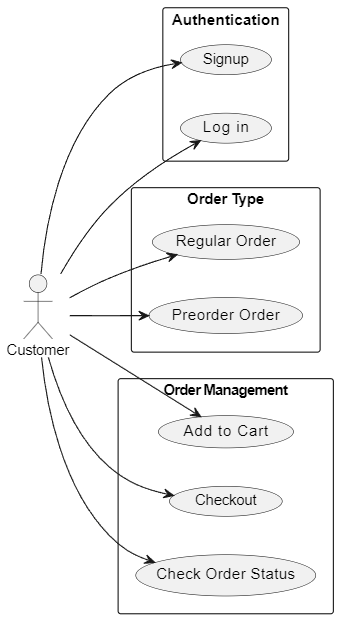 Authentication
Signup
Log in
Order Type
Regular Order
Preorder Order
Customer
Order Management
Add to Cart
Checkout
Check Order Status